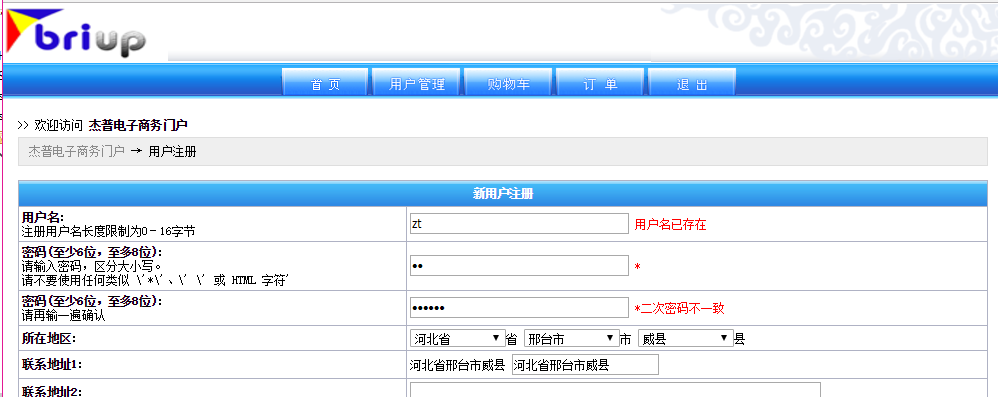 briup
首 页 用户管理 购物车 订 单 退 出
>> 欢迎访问 杰普电子商务门户
杰普电子商务门户 → 用户注册
新用户注册
用户名:
注册用户名长度限制为0－16字节
zt 用户名已存在
密码(至少6位，至多8位):
请输入密码，区分大小写。
请不要使用任何类似 \'*\'、\' \' 或 HTML 字符'
•• *
密码(至少6位，至多8位):
请再输一遍确认
•••••• *二次密码不一致
所在地区:
河北省 省 邢台市 市 威县 县
联系地址1:
河北省邢台市威县 河北省邢台市威县
联系地址2: